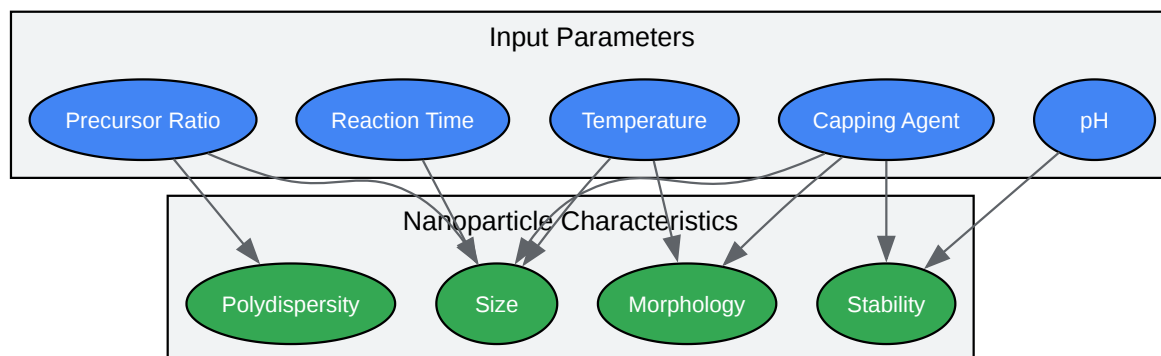 Input Parameters
Precursor Ratio
Reaction Time
Temperature
Capping Agent
pH
Nanoparticle Characteristics
Polydispersity
Size
Morphology
Stability